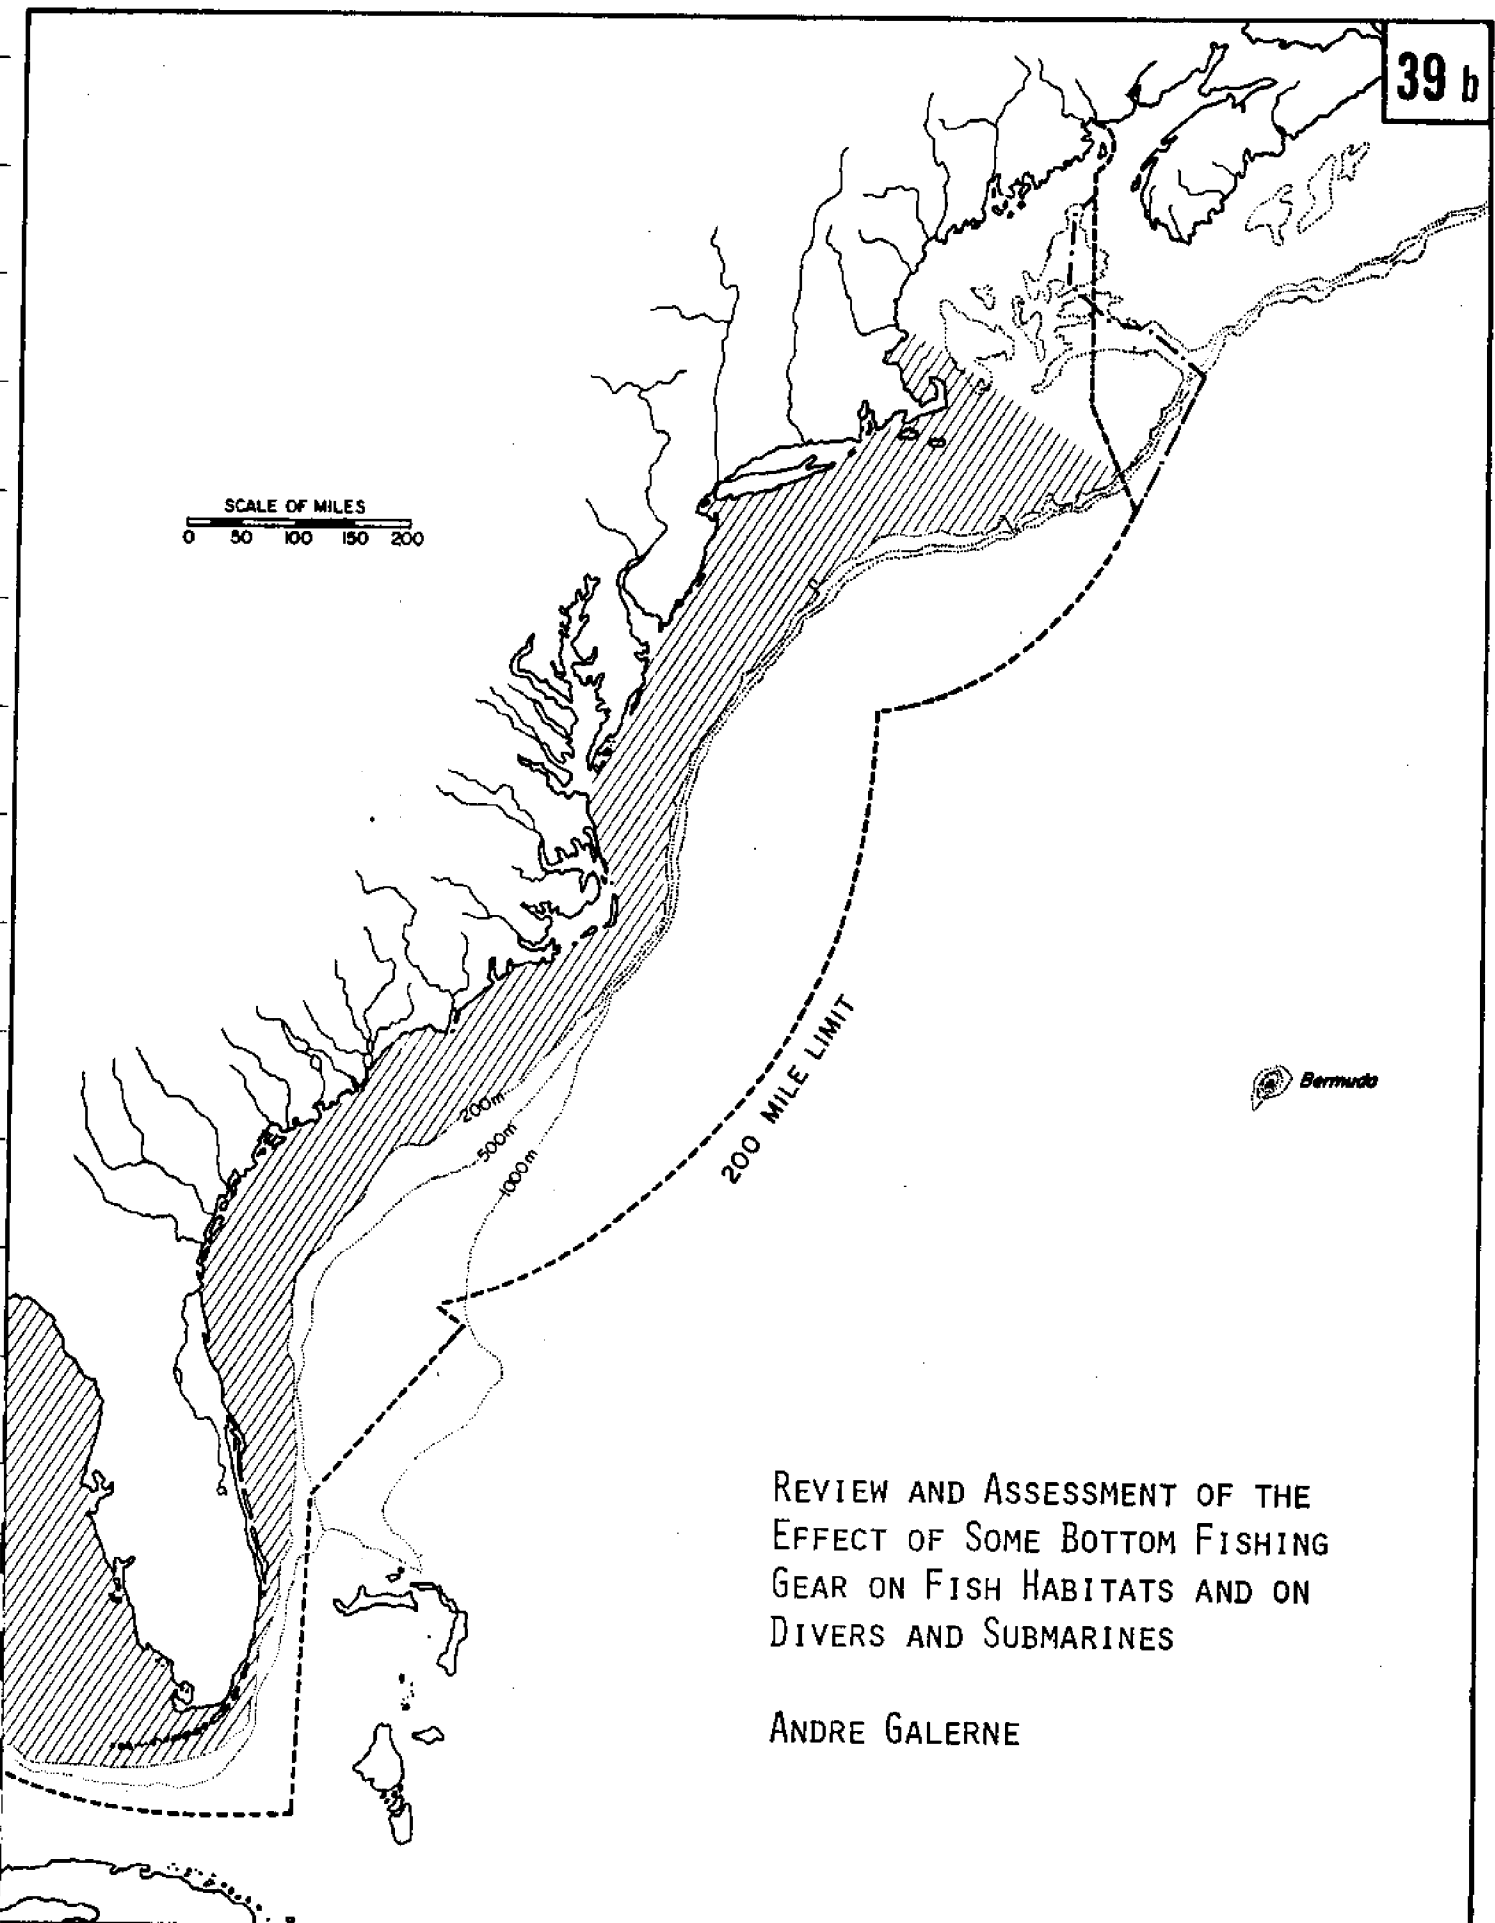 39 b
SCALE OF MILES
0 50 100 150 200
200 MILE LIMIT
Bermuda
200m
500m
1000m
REVIEW AND ASSESSMENT OF THE
EFFECT OF SOME BOTTOM FISHING
GEAR ON FISH HABITATS AND ON
DIVERS AND SUBMARINES
ANDRE GALERNE